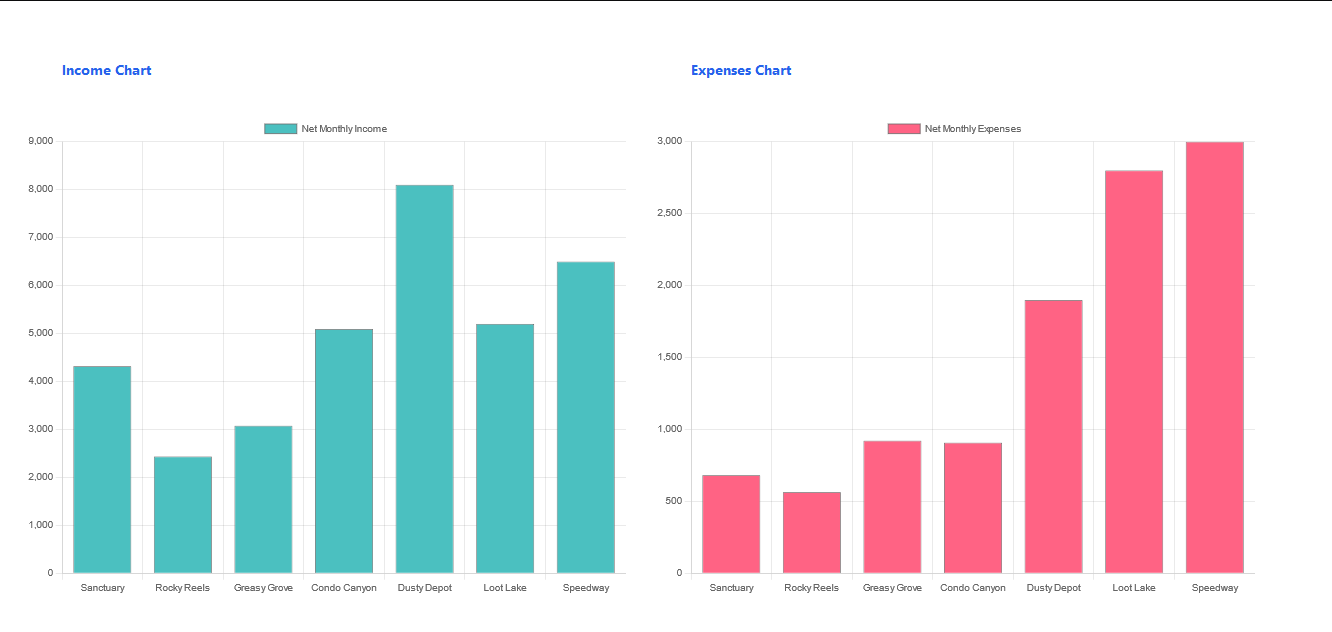 Income Chart
Net Monthly Income
9,000
8,000
7,000
6,000
5,000
4,000
3,000
2,000
1,000
0
Sanctuary
Rocky Reels
Greasy Grove
Condo Canyon
Dusty Depot
Loot Lake
Speedway
Expenses Chart
Net Monthly Expenses
3,000
2,500
2,000
1,500
1,000
500
0
Sanctuary
Rocky Reels
Greasy Grove
Condo Canyon
Dusty Depot
Loot Lake
Speedway